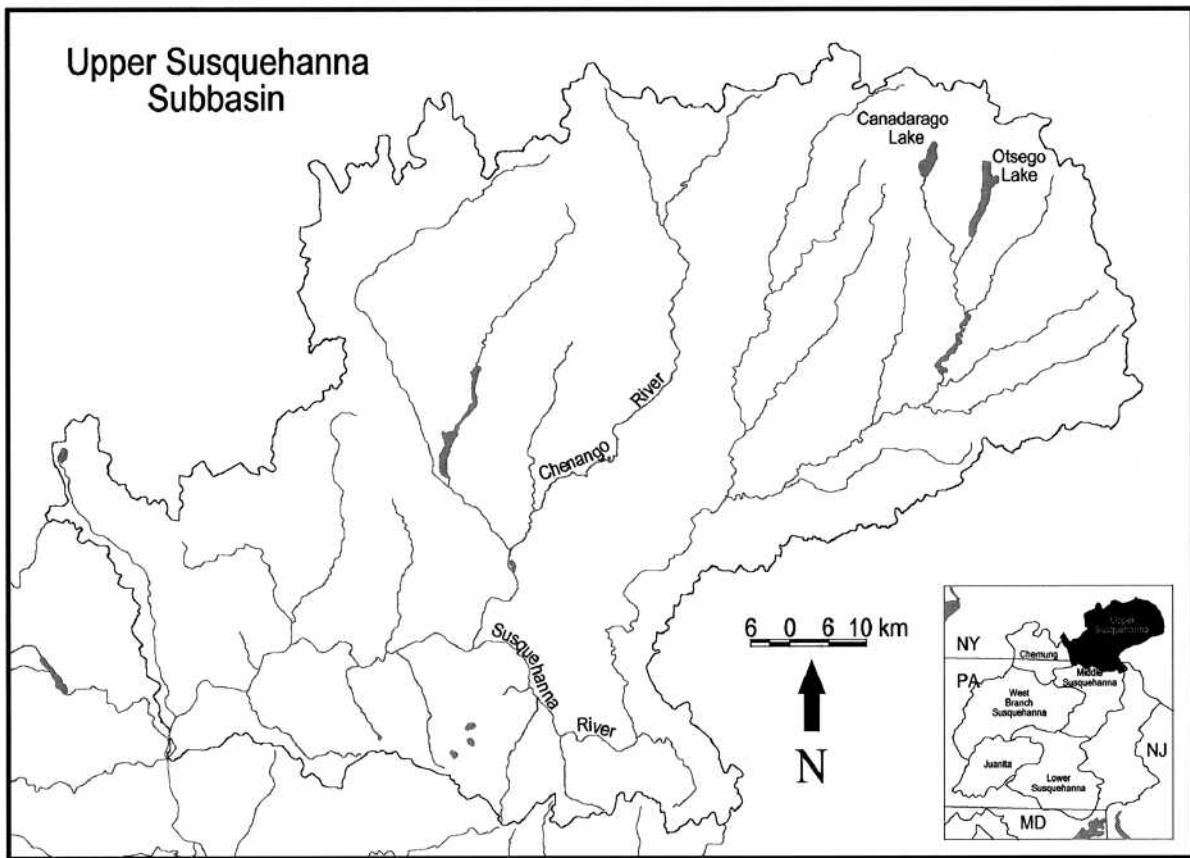 Upper Susquehanna
Subbasin
Canadarago
Lake
Otsego
Lake
River
Chenango
Susquehanna
River
6 0 6 10 km
N
Upper
Susquehanna
NY
Chemung
PA
Middle
Susquehanna
West
Branch
Susquehanna
NJ
Juanita
Lower
Susquehanna
MD